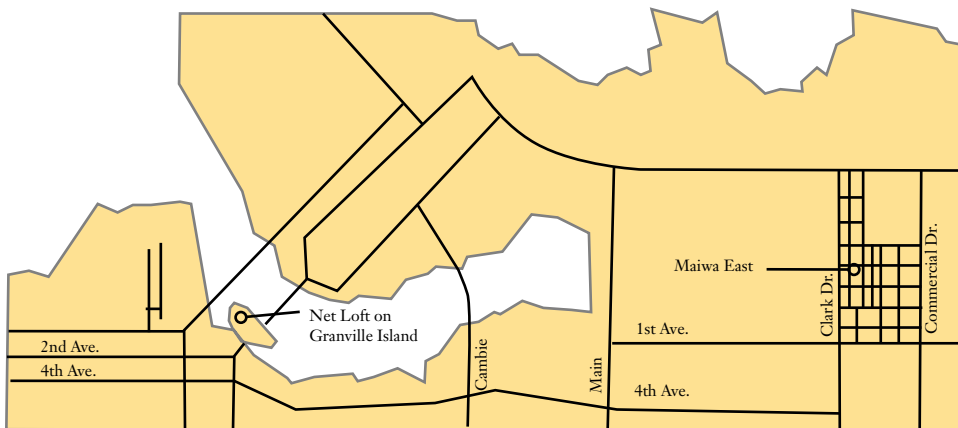 Maiwa East
Clark Dr.
Commercial Dr.
Net Loft on
Granville Island
1st Ave.
2nd Ave.
4th Ave.
Cambie
Main
4th Ave.